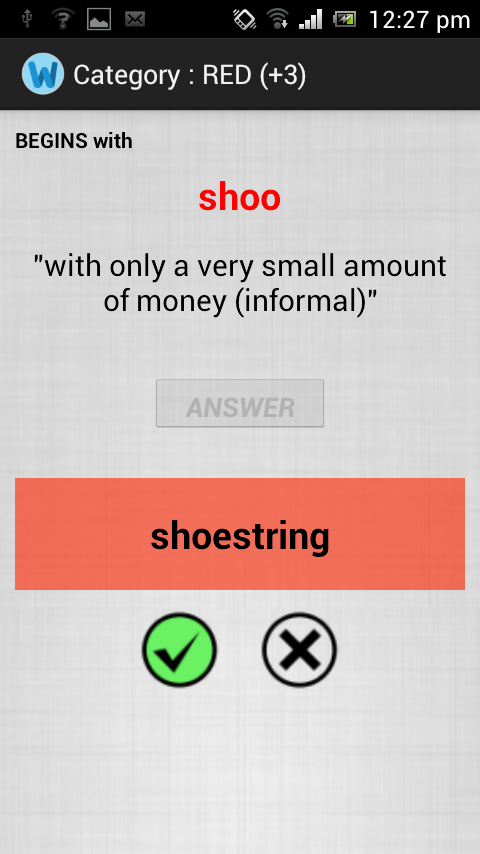 12:27 pm
W Category : RED (+3)
BEGINS with
shoo
"with only a very small amount
of money (informal)"
ANSWER
shoestring